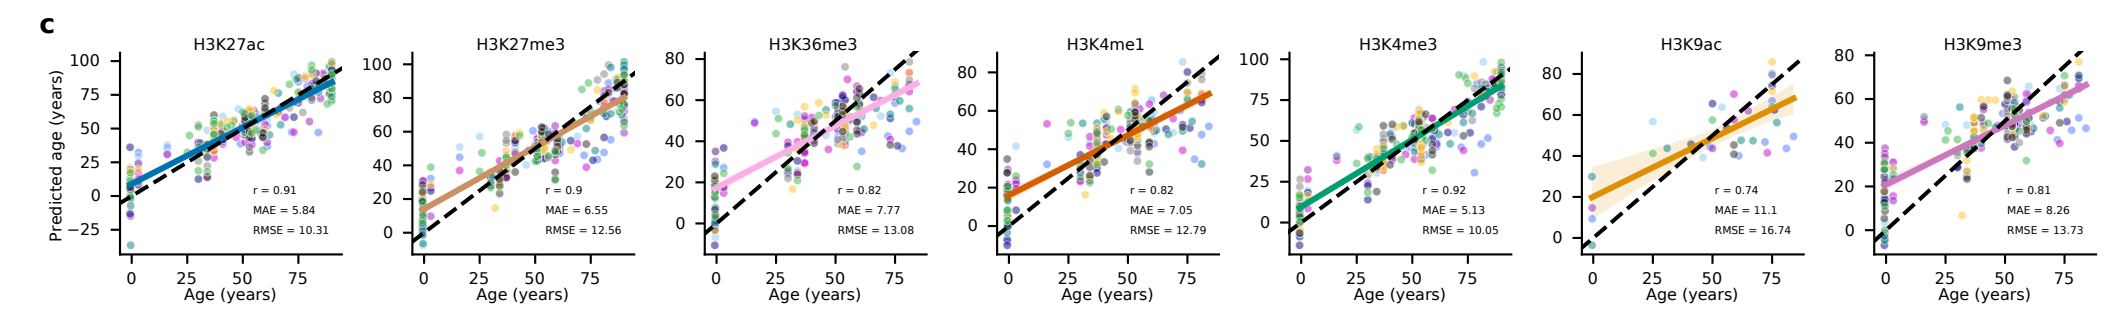 c
H3K27ac
Predicted age (years)
100
75
50
25
0
−25
r = 0.91
MAE = 5.84
RMSE = 10.31
0 25 50 75
Age (years)
H3K27me3
100
80
60
40
20
0
r = 0.9
MAE = 6.55
RMSE = 12.56
0 25 50 75
Age (years)
H3K36me3
80
60
40
20
0
r = 0.82
MAE = 7.77
RMSE = 13.08
0 25 50 75
Age (years)
H3K4me1
80
60
40
20
0
r = 0.82
MAE = 7.05
RMSE = 12.79
0 25 50 75
Age (years)
H3K4me3
100
75
50
25
0
r = 0.92
MAE = 5.13
RMSE = 10.05
0 25 50 75
Age (years)
H3K9ac
80
60
40
20
0
r = 0.74
MAE = 11.1
RMSE = 16.74
0 25 50 75
Age (years)
H3K9me3
80
60
40
20
0
r = 0.81
MAE = 8.26
RMSE = 13.73
0 25 50 75
Age (years)